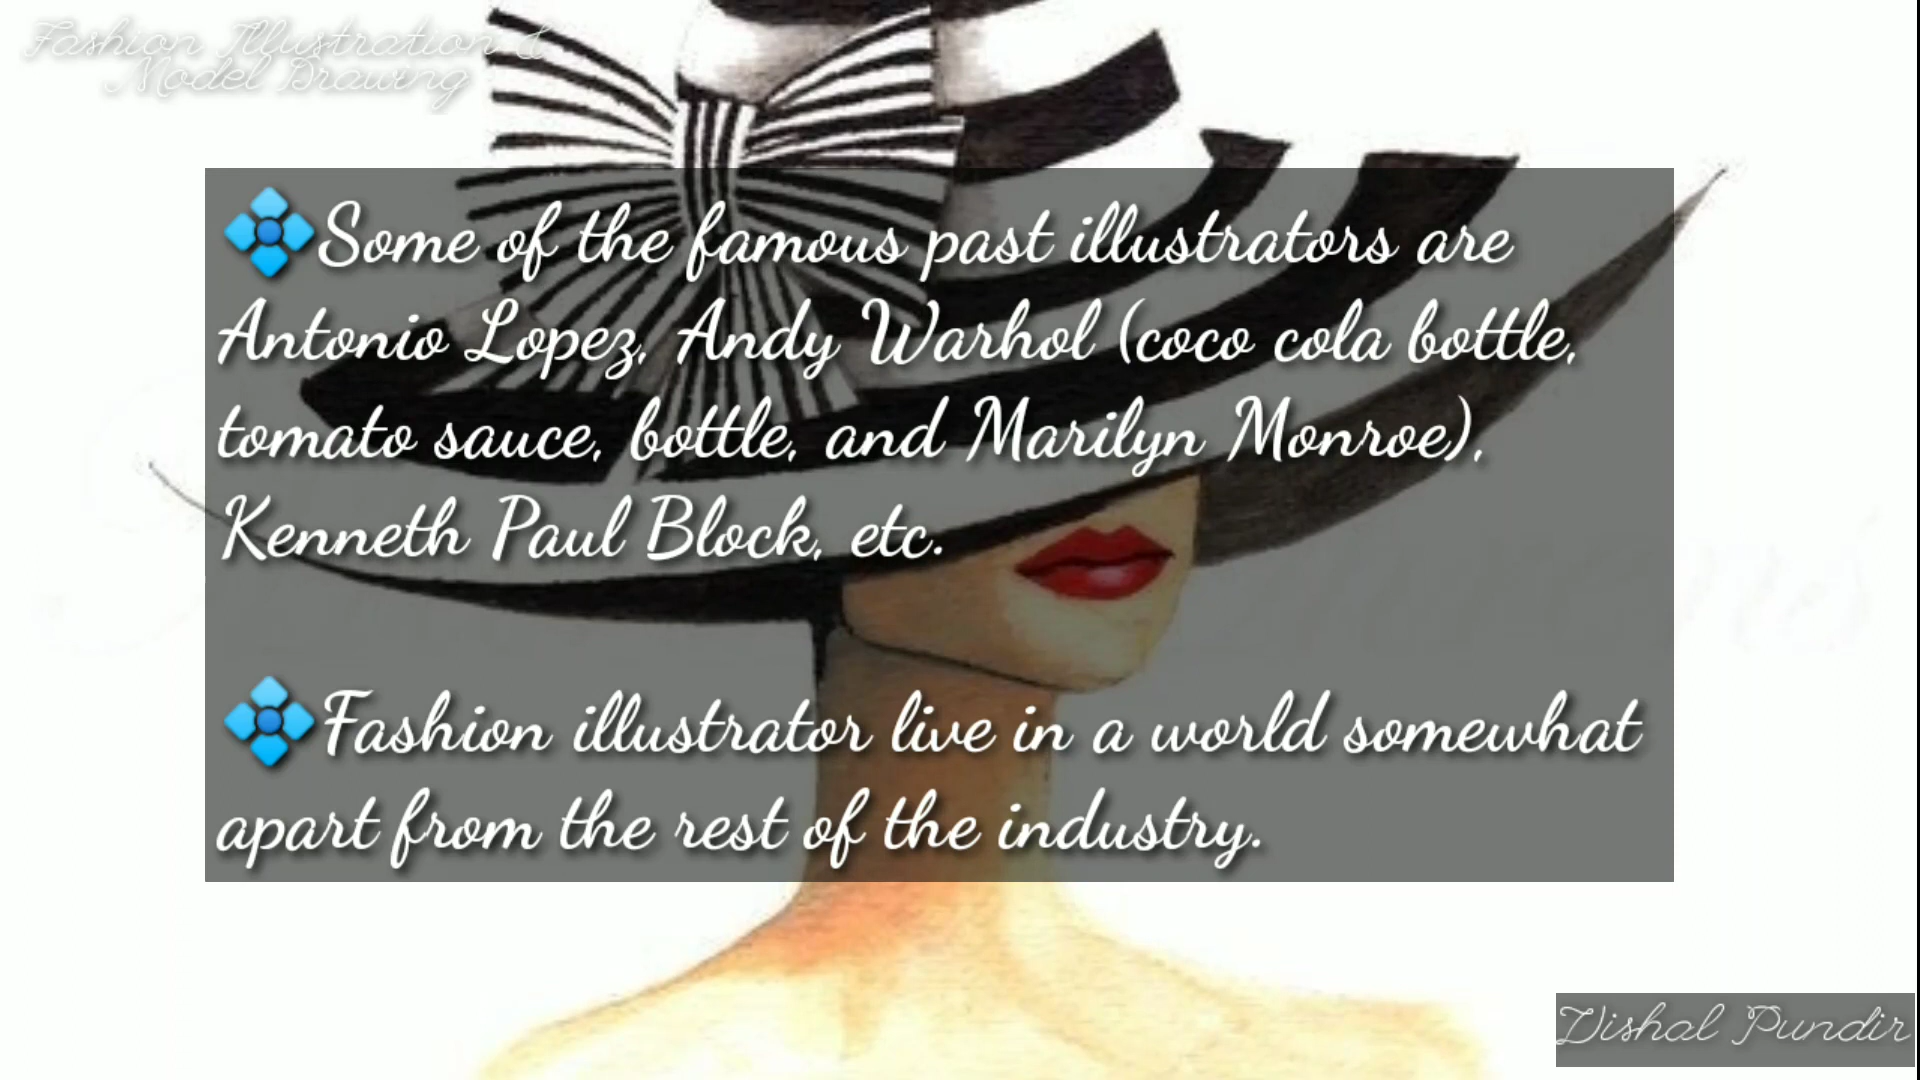 Fashion Illustration &
Model Drawing
Some of the famous past illustrators are
Antonio Lopez, Andy Warhol (coco cola bottle,
tomato sauce, bottle, and Marilyn Monroe),
Kenneth Paul Block, etc.
Fashion illustrator live in a world somewhat
apart from the rest of the industry.
Vishal Pundir